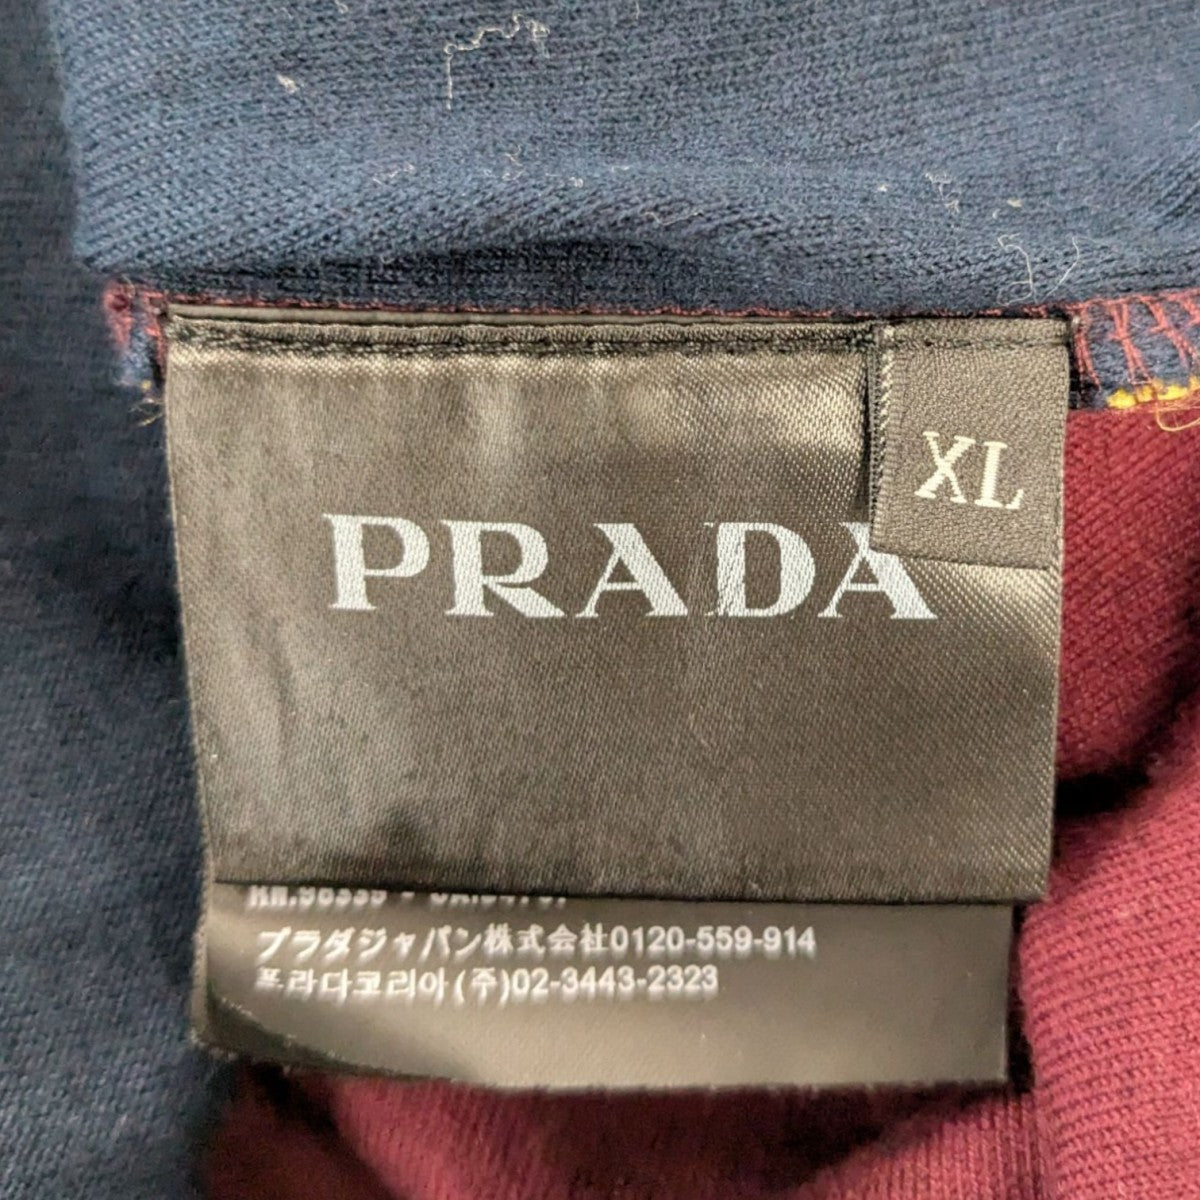 XL
PRADA
プラダジャパン株式会社0120-559-914
프라다코리아(주)02-3443-2323